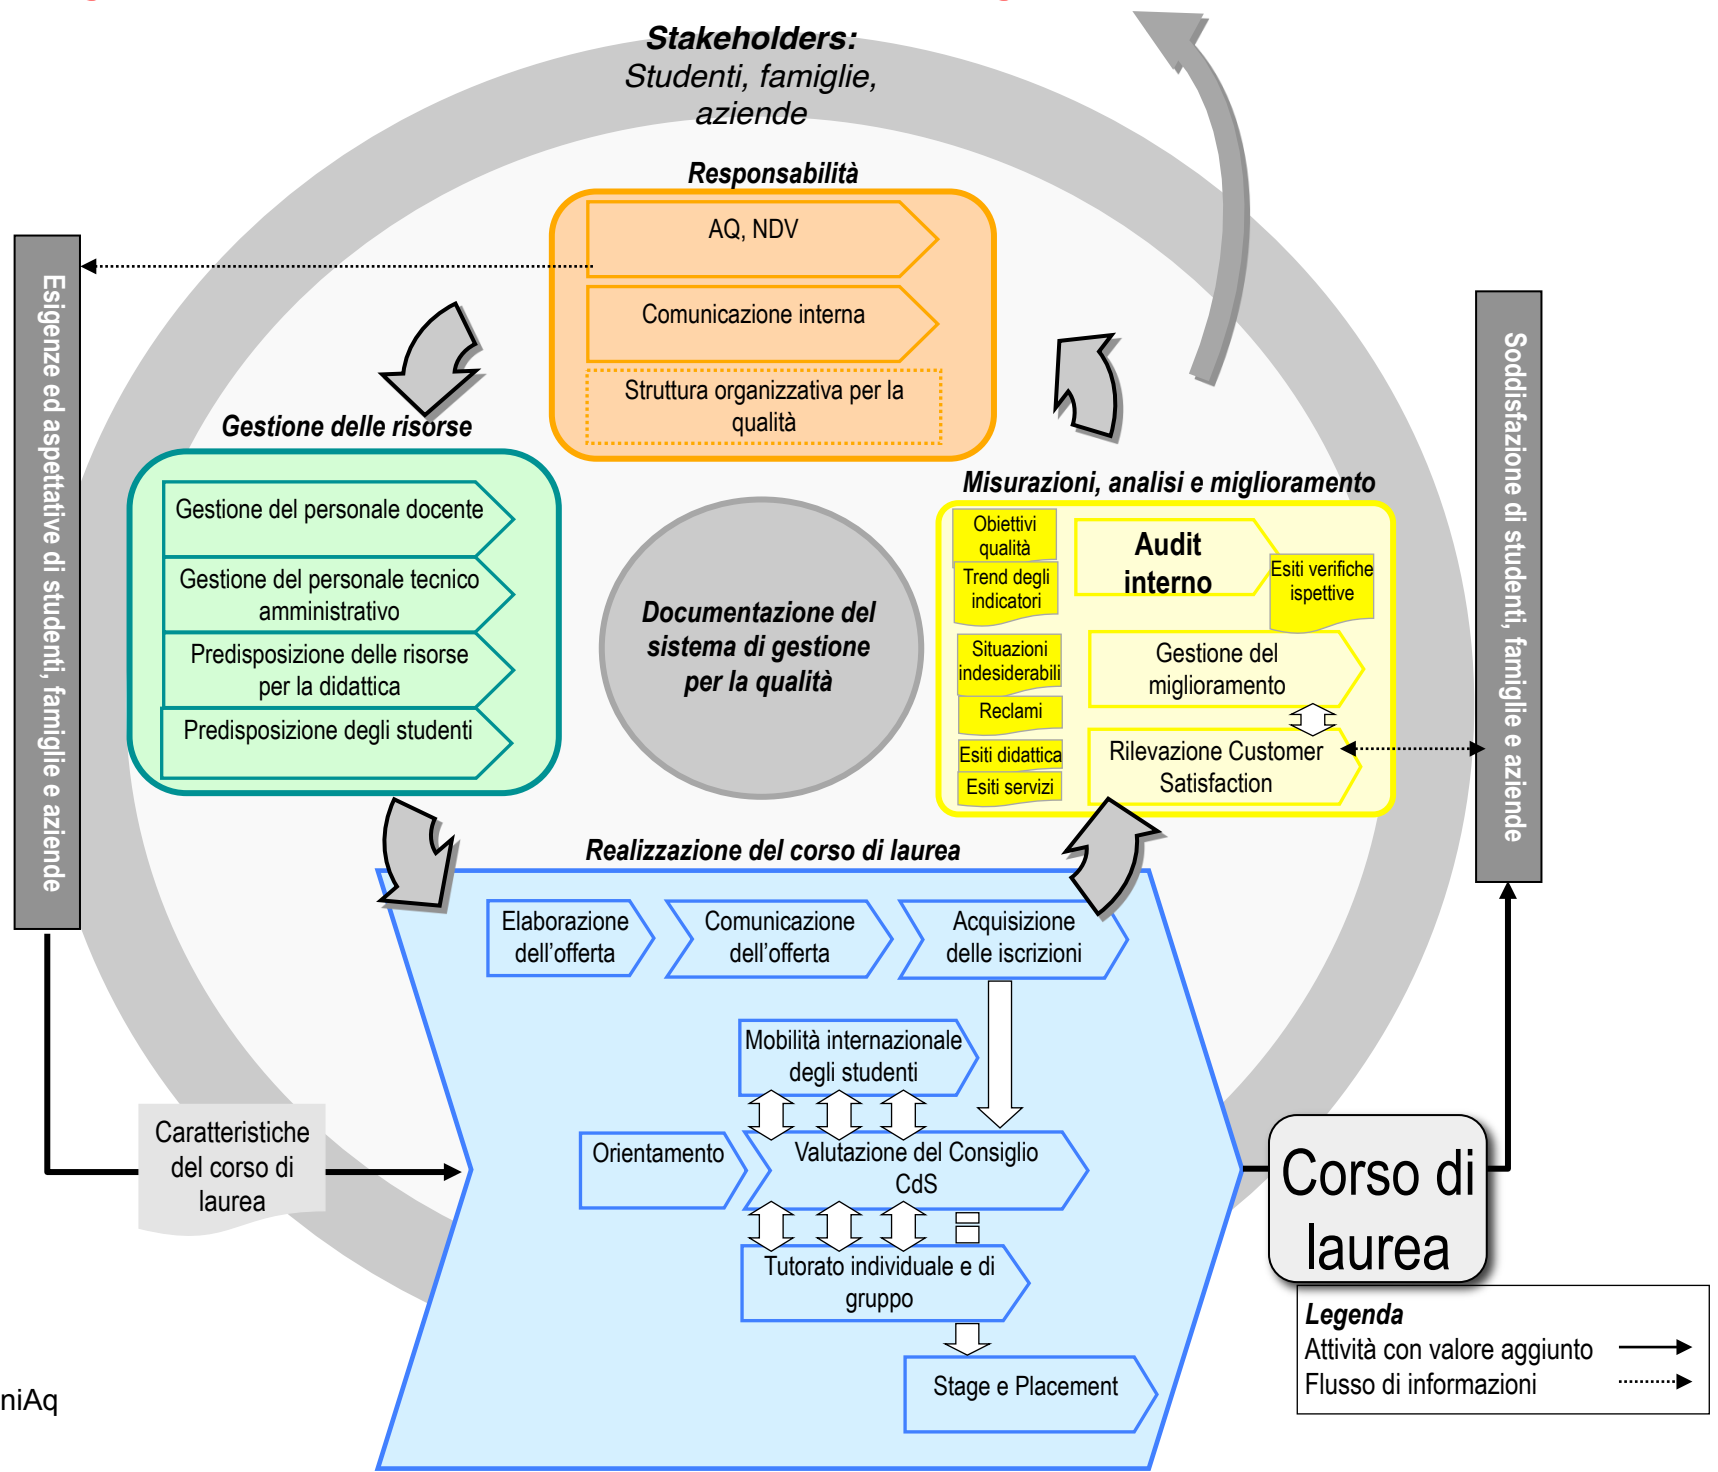 Stakeholders:
Studenti, famiglie,
aziende
Responsabilità
AQ, NDV
Comunicazione interna
Struttura organizzativa per la
qualità
Esigenze ed aspettative di studenti, famiglie e aziende
Gestione delle risorse
Gestione del personale docente
Gestione del personale tecnico
amministrativo
Predisposizione delle risorse
per la didattica
Predisposizione degli studenti
Documentazione del
sistema di gestione
per la qualità
Misurazioni, analisi e miglioramento
Obiettivi
qualità
Trend degli
indicatori
Situazioni
indesiderabili
Reclami
Esiti didattica
Esiti servizi
Audit
interno
Esiti verifiche
ispettive
Gestione del
miglioramento
Rilevazione Customer
Satisfaction
Soddisfazione di studenti, famiglie e aziende
Realizzazione del corso di laurea
Elaborazione
dell’offerta
Comunicazione
dell’offerta
Acquisizione
delle iscrizioni
Mobilità internazionale
degli studenti
Orientamento
Valutazione del Consiglio
CdS
Tutorato individuale e di
gruppo
Stage e Placement
Caratteristiche
del corso di
laurea
Corso di
laurea
Legenda
Attività con valore aggiunto
Flusso di informazioni
niAq